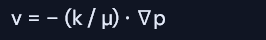 v = − (k / μ) · ∇p